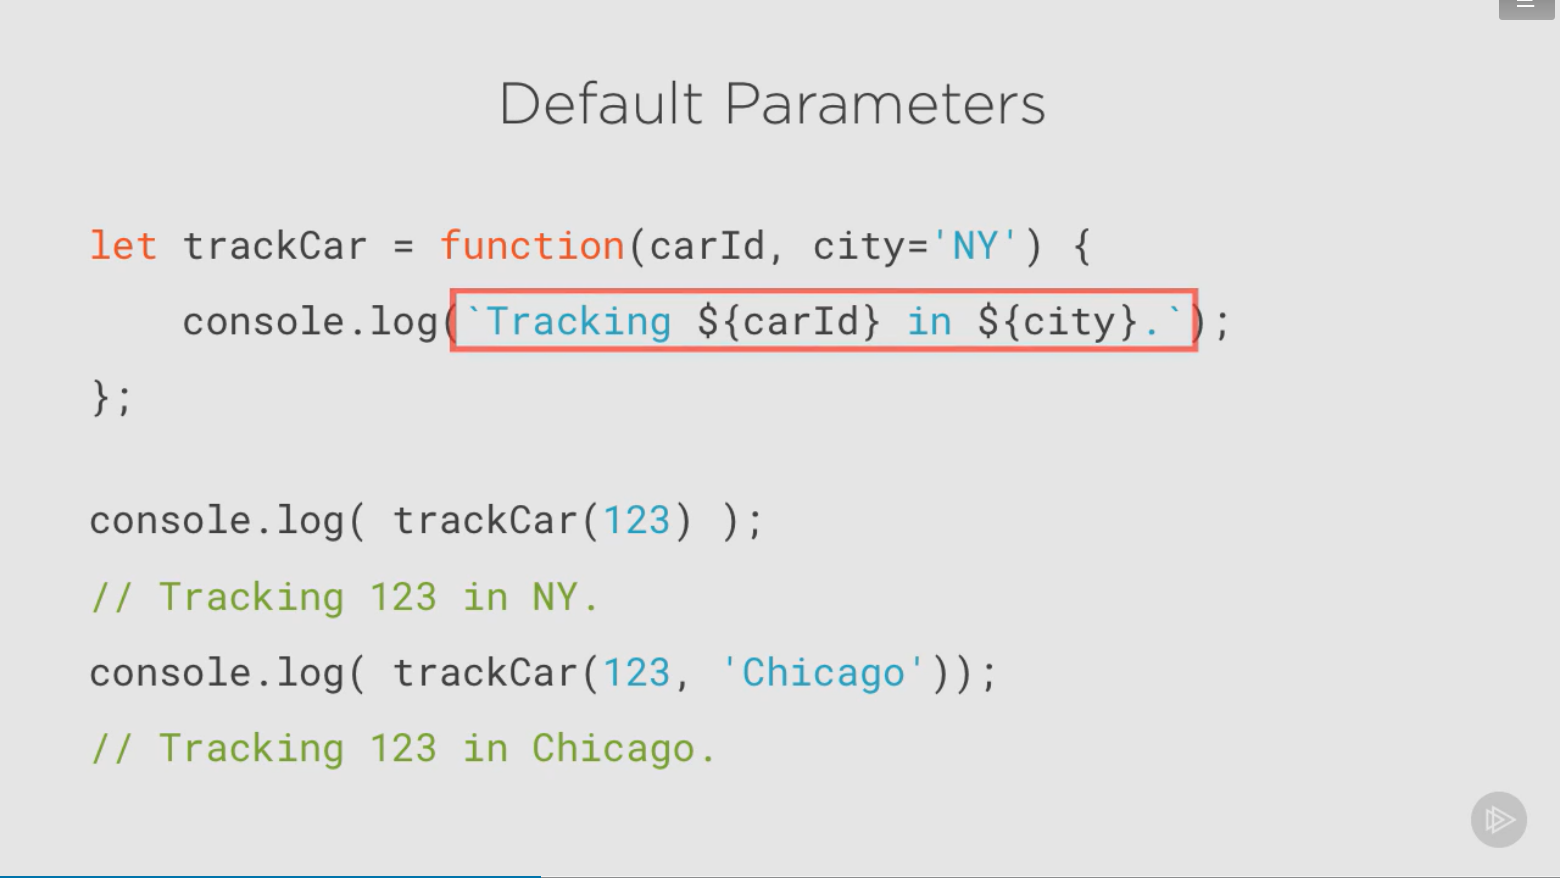 Default Parameters
let trackCar = function(carId, city='NY') {
    console.log(`Tracking ${carId} in ${city}.`);
};
console.log( trackCar(123) );
// Tracking 123 in NY.
console.log( trackCar(123, 'Chicago'));
// Tracking 123 in Chicago.